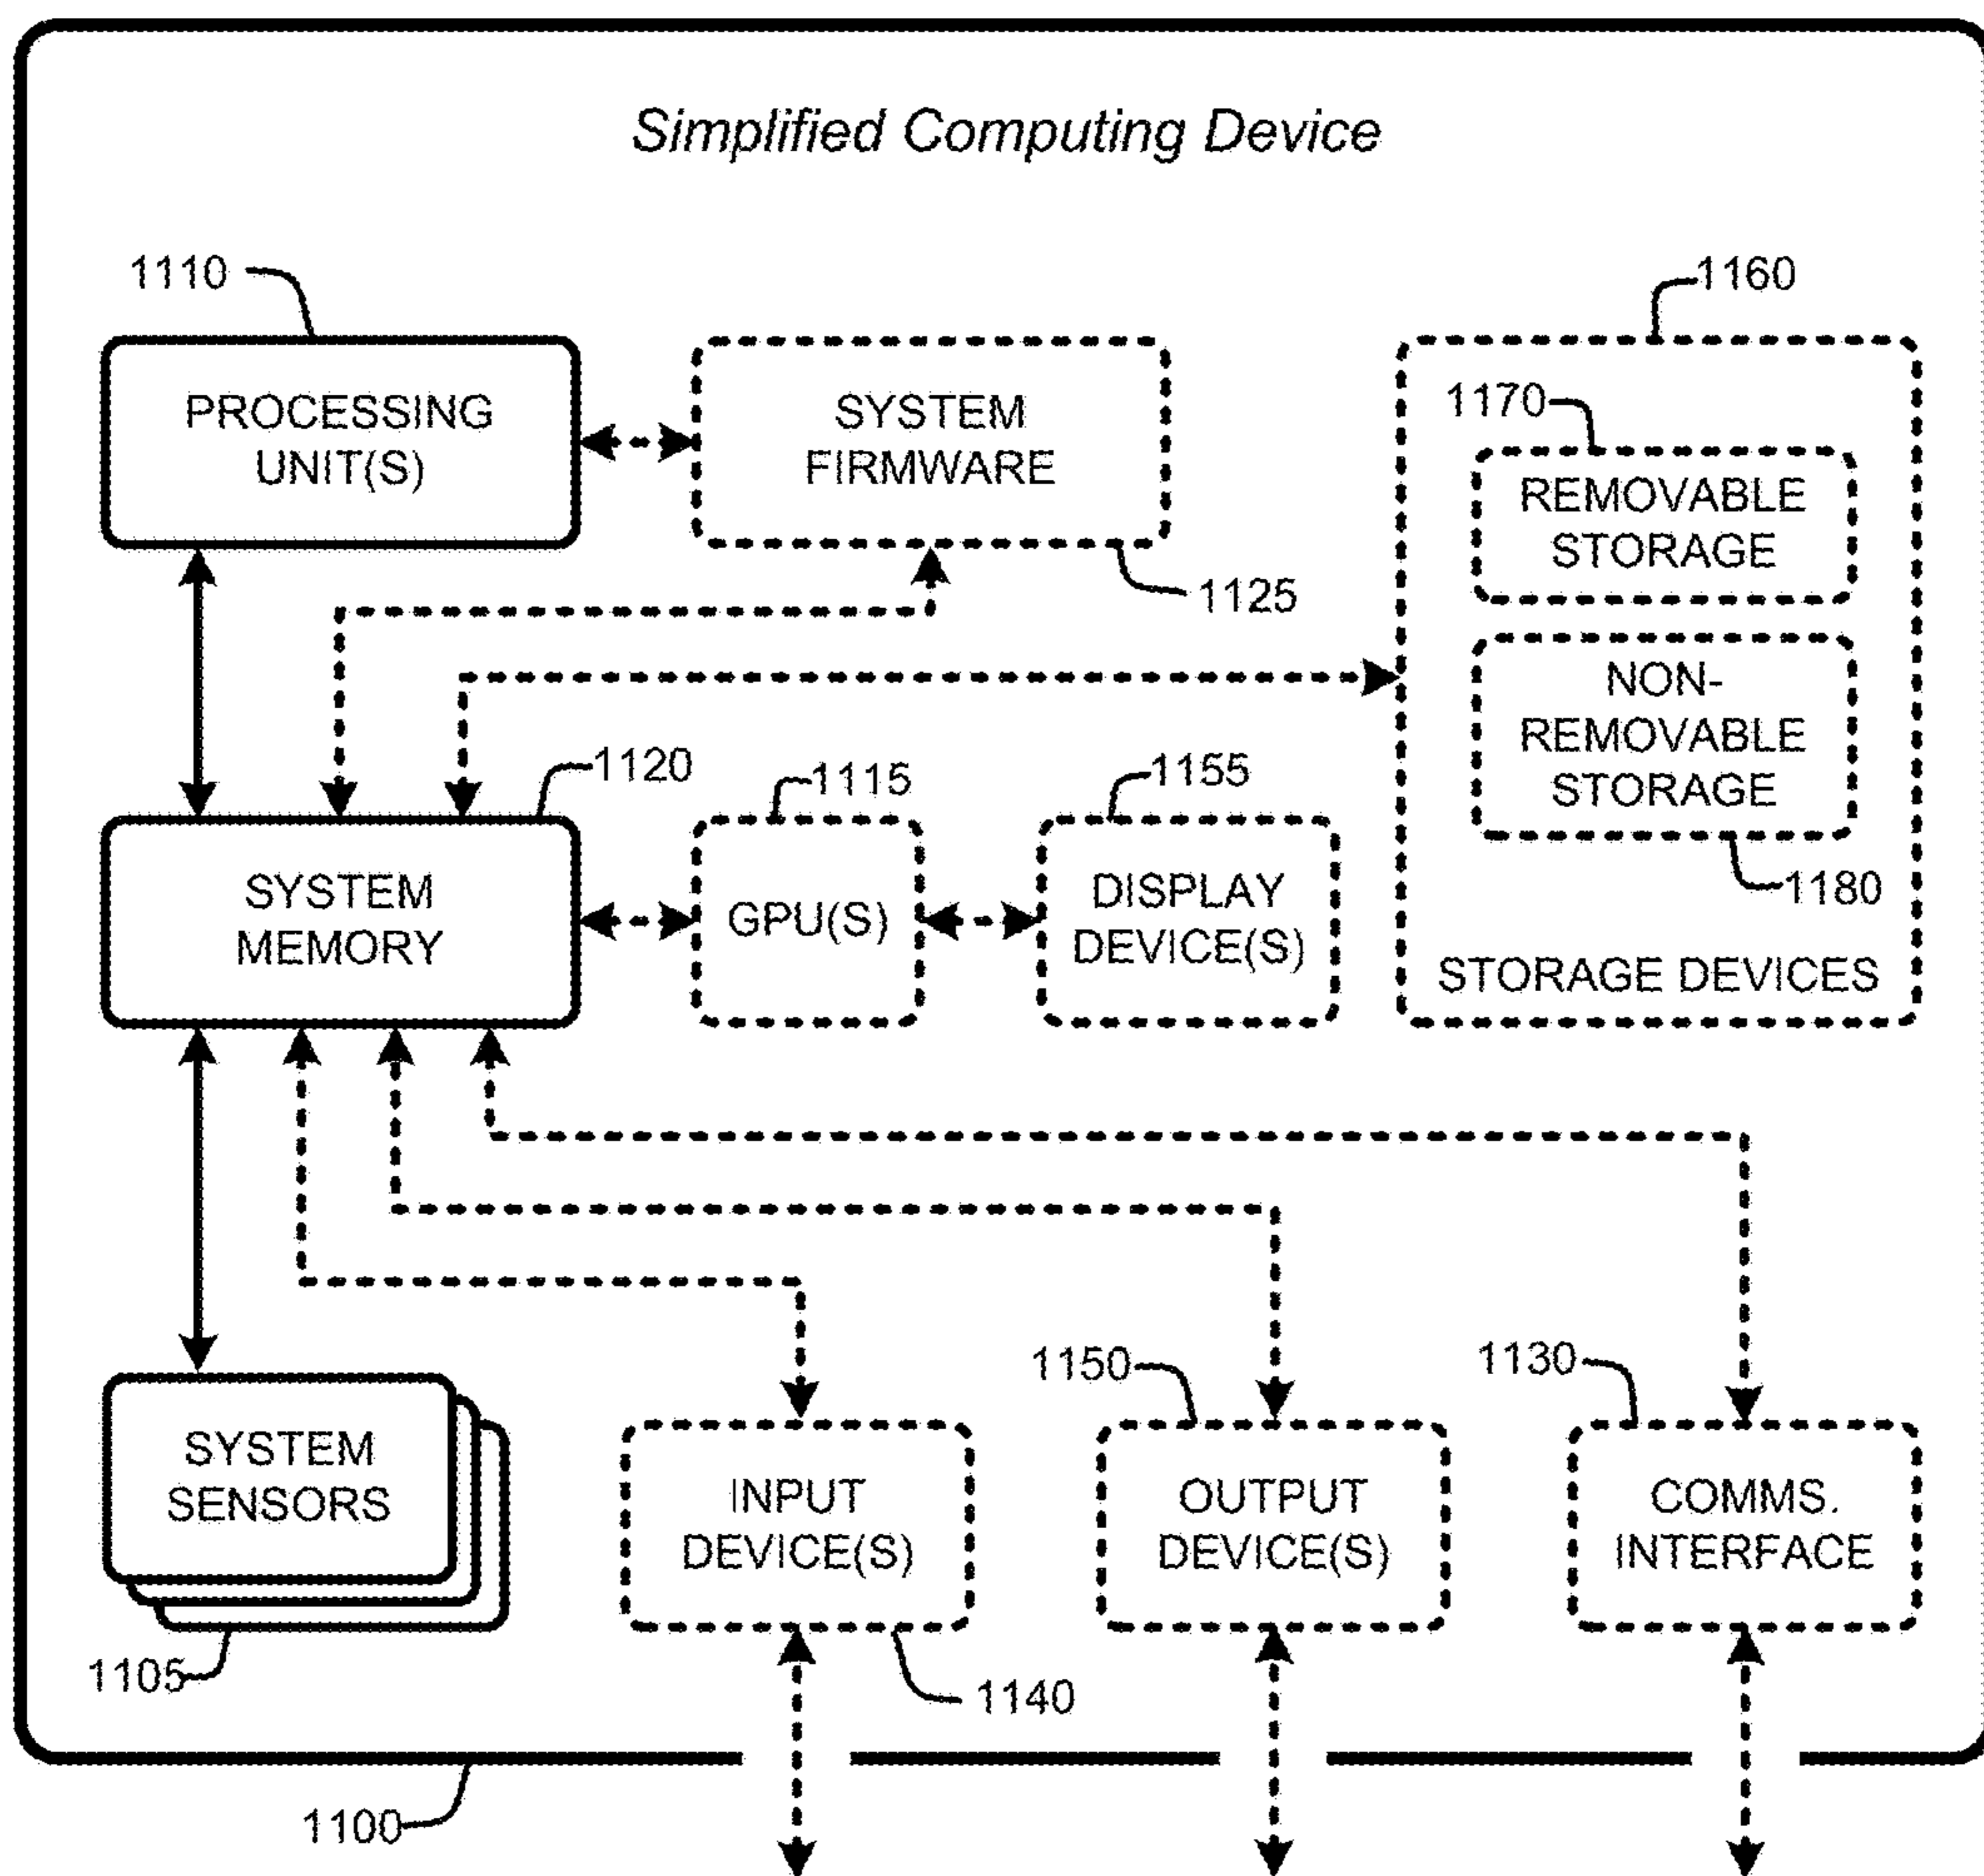 Simplified Computing Device
1110
1160
PROCESSING
UNIT(S)
SYSTEM
FIRMWARE
1170
REMOVABLE
STORAGE
1125
NON-
REMOVABLE
STORAGE
1180
STORAGE DEVICES
1120
1115
1155
SYSTEM
MEMORY
GPU(S)
DISPLAY
DEVICE(S)
1150
1130
SYSTEM
SENSORS
INPUT
DEVICE(S)
OUTPUT
DEVICE(S)
COMMS.
INTERFACE
1105
1140
1100